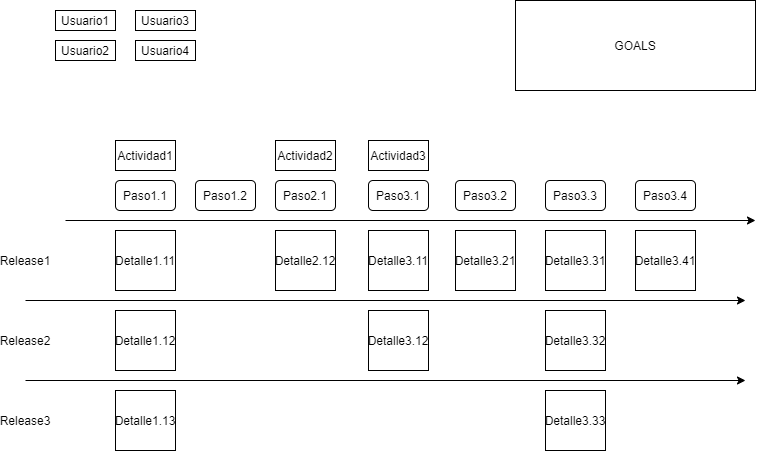 Usuario1 Usuario3
GOALS
Usuario2 Usuario4
Actividad1 Actividad2 Actividad3
Paso1.1 Paso1.2 Paso2.1 Paso3.1 Paso3.2 Paso3.3 Paso3.4
Release1 Detalle1.11 Detalle2.12 Detalle3.11 Detalle3.21 Detalle3.31 Detalle3.41
Release2 Detalle1.12 Detalle3.12 Detalle3.32
Release3 Detalle1.13 Detalle3.33